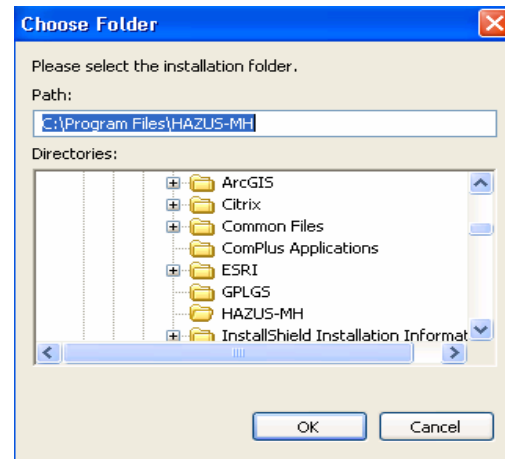 Choose Folder
Please select the installation folder.
Path:
C:\Program Files\HAZUS-MH
Directories:
ArcGIS
Citrix
Common Files
ComPlus Applications
ESRI
GPLGS
HAZUS-MH
InstallShield Installation Informat
OK Cancel